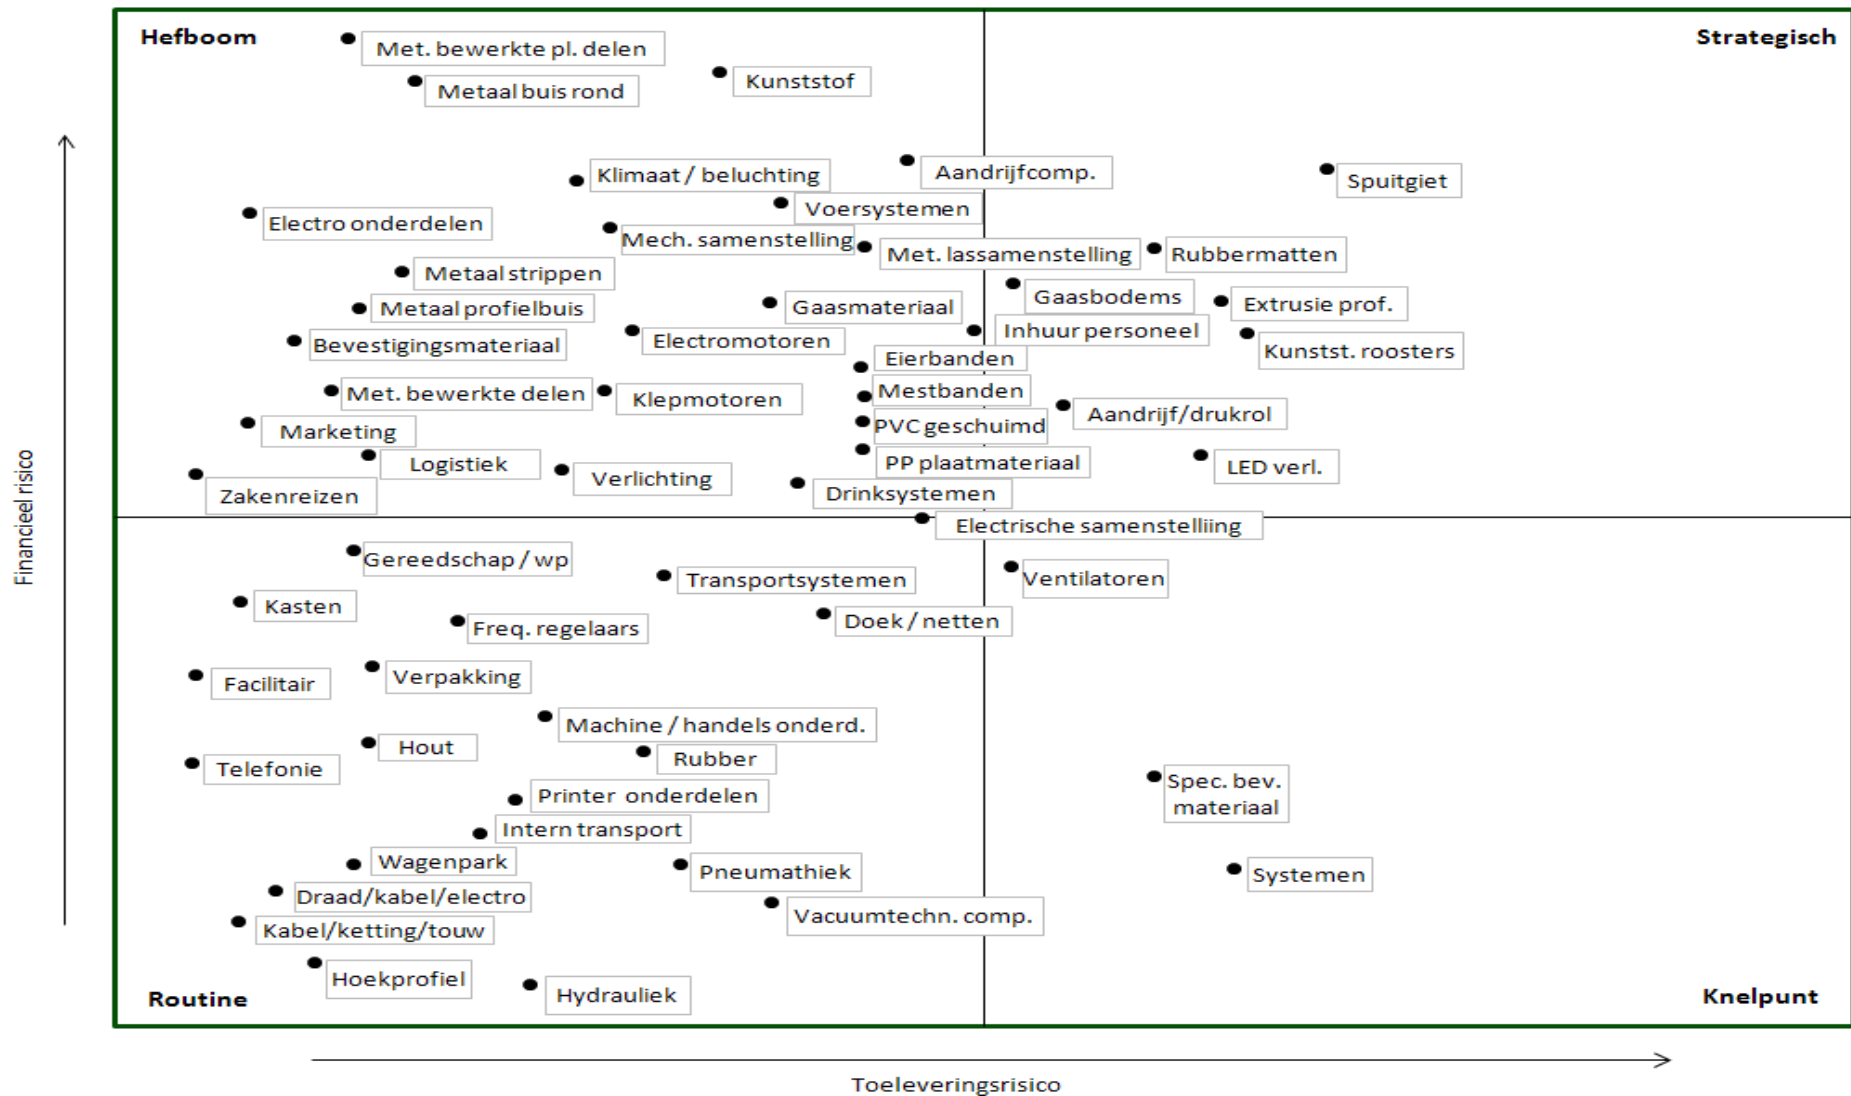 Hefboom
Strategisch
Met. bewerkte pl. delen
Kunststof
Metaal buis rond
Aandrijfcomp.
Klimaat / beluchting
Spuitgiet
Voersystemen
Electro onderdelen
Mech. samenstelling
Met. lassamenstelling
Rubbermatten
Metaal strippen
Gaasbodems
Extrusie prof.
Metaal profielbuis
Gaasmateriaal
Inhuur personeel
Electromotoren
Bevestigingsmateriaal
Kunstst. roosters
Eierbanden
Mestbanden
Met. bewerkte delen
Klepmotoren
Aandrijf/drukrol
PVC geschuimd
Marketing
Logistiek
PP plaatmateriaal
LED verl.
Verlichting
Zakenreizen
Drinksystemen
Electrische samenstelliing
Financieel risico
Gereedschap / wp
Transportsystemen
Ventilatoren
Kasten
Doek / netten
Freq. regelaars
Verpakking
Facilitair
Machine / handels onderd.
Hout
Rubber
Telefonie
Spec. bev.
materiaal
Printer onderdelen
Intern transport
Wagenpark
Pneumathiek
Systemen
Draad/kabel/electro
Vacuumtechn. comp.
Kabel/ketting/touw
Hoekprofiel
Hydrauliek
Routine
Knelpunt
Toeleveringsrisico